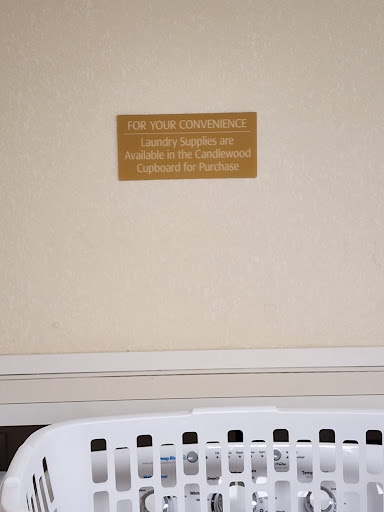 FOR YOUR CONVENIENCE
Laundry Supplies are
Available in the Candlewood
Cupboard for Purchase